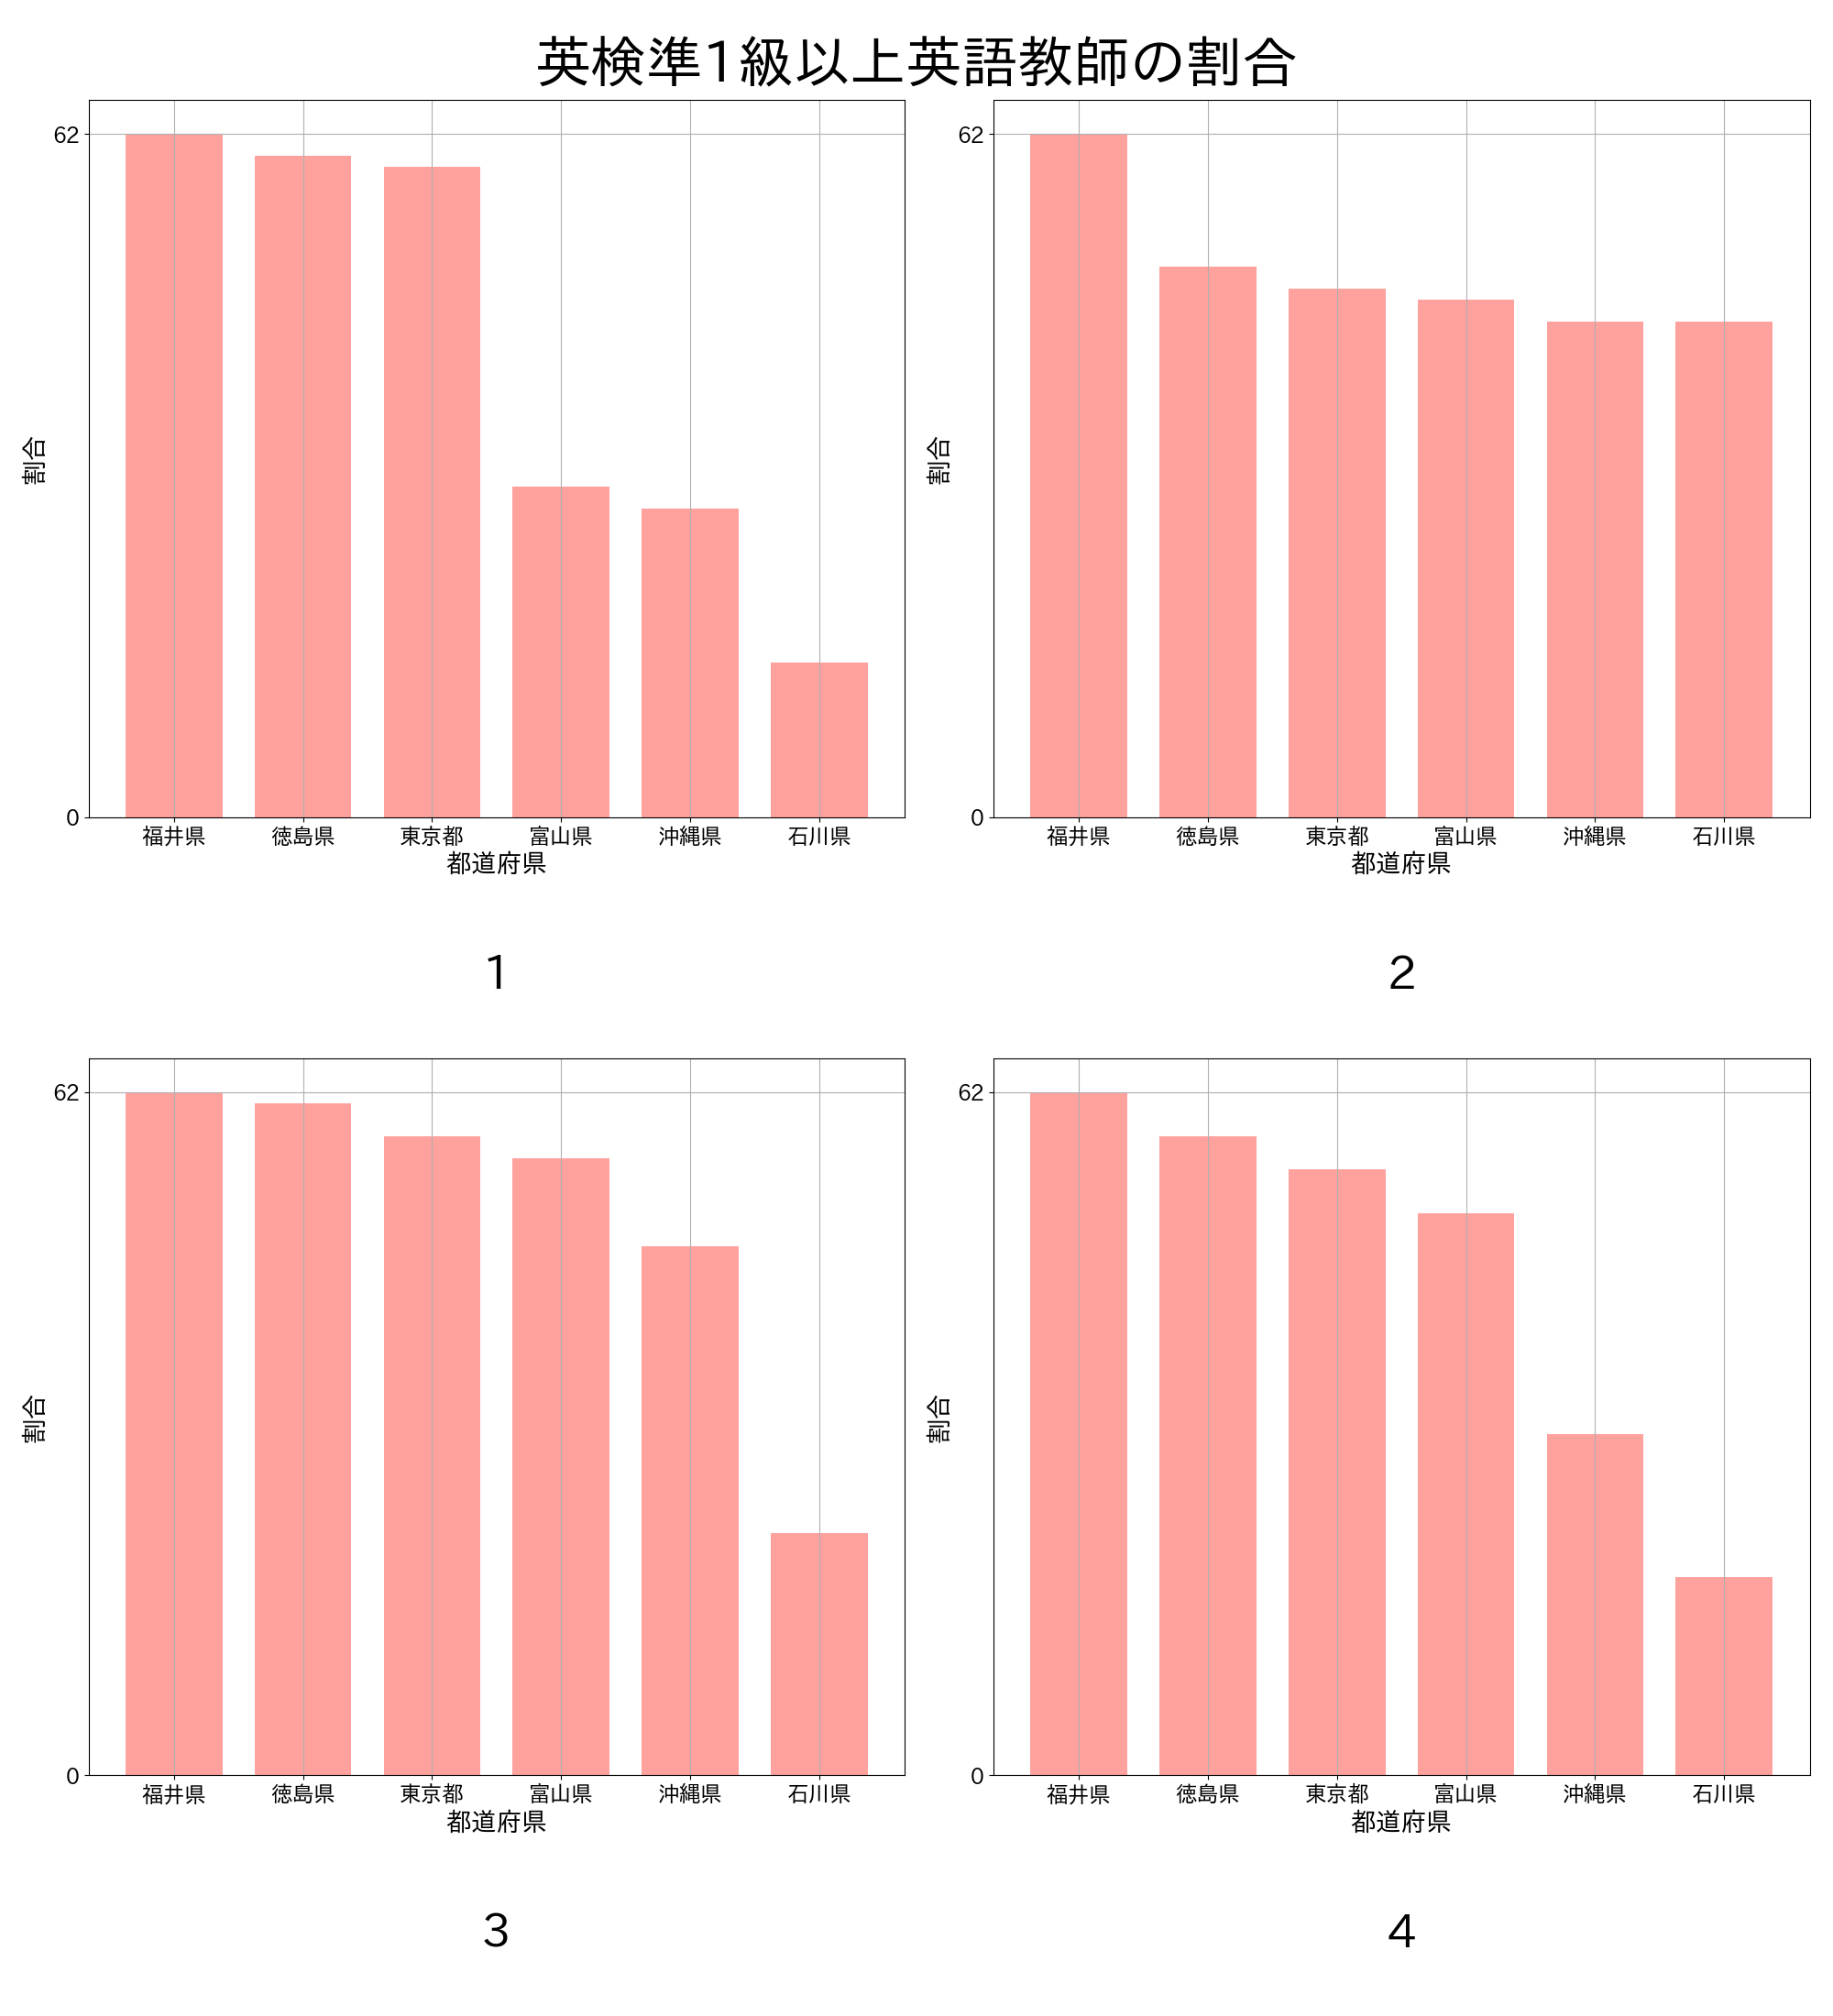 英検準1級以上英語教師の割合
62
割合
0
福井県 徳島県 東京都 富山県 沖縄県 石川県
都道府県
1
62
割合
0
福井県 徳島県 東京都 富山県 沖縄県 石川県
都道府県
2
62
割合
0
福井県 徳島県 東京都 富山県 沖縄県 石川県
都道府県
3
62
割合
0
福井県 徳島県 東京都 富山県 沖縄県 石川県
都道府県
4